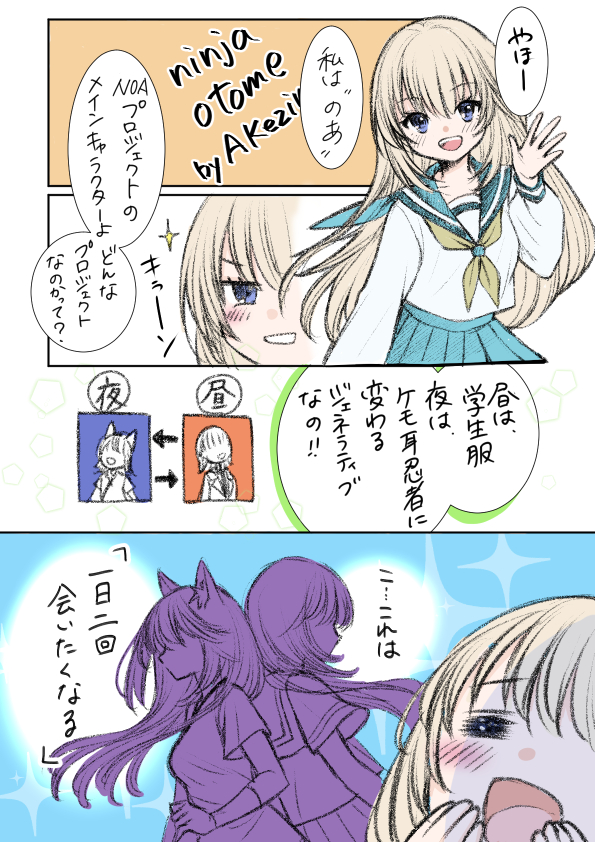 やほー
私は"のあ"
ninja
otome
by AKezin
NOA
プロジェクトの
メインキャラクターよ
どんな
プロジェクト
なのかって？
キラーン
昼は、
学生服
夜は、
ケモ耳忍者に
変わる
ジェネラティブ
なの!!
夜
昼
こ…これは
「一日二回
会いたくなる」